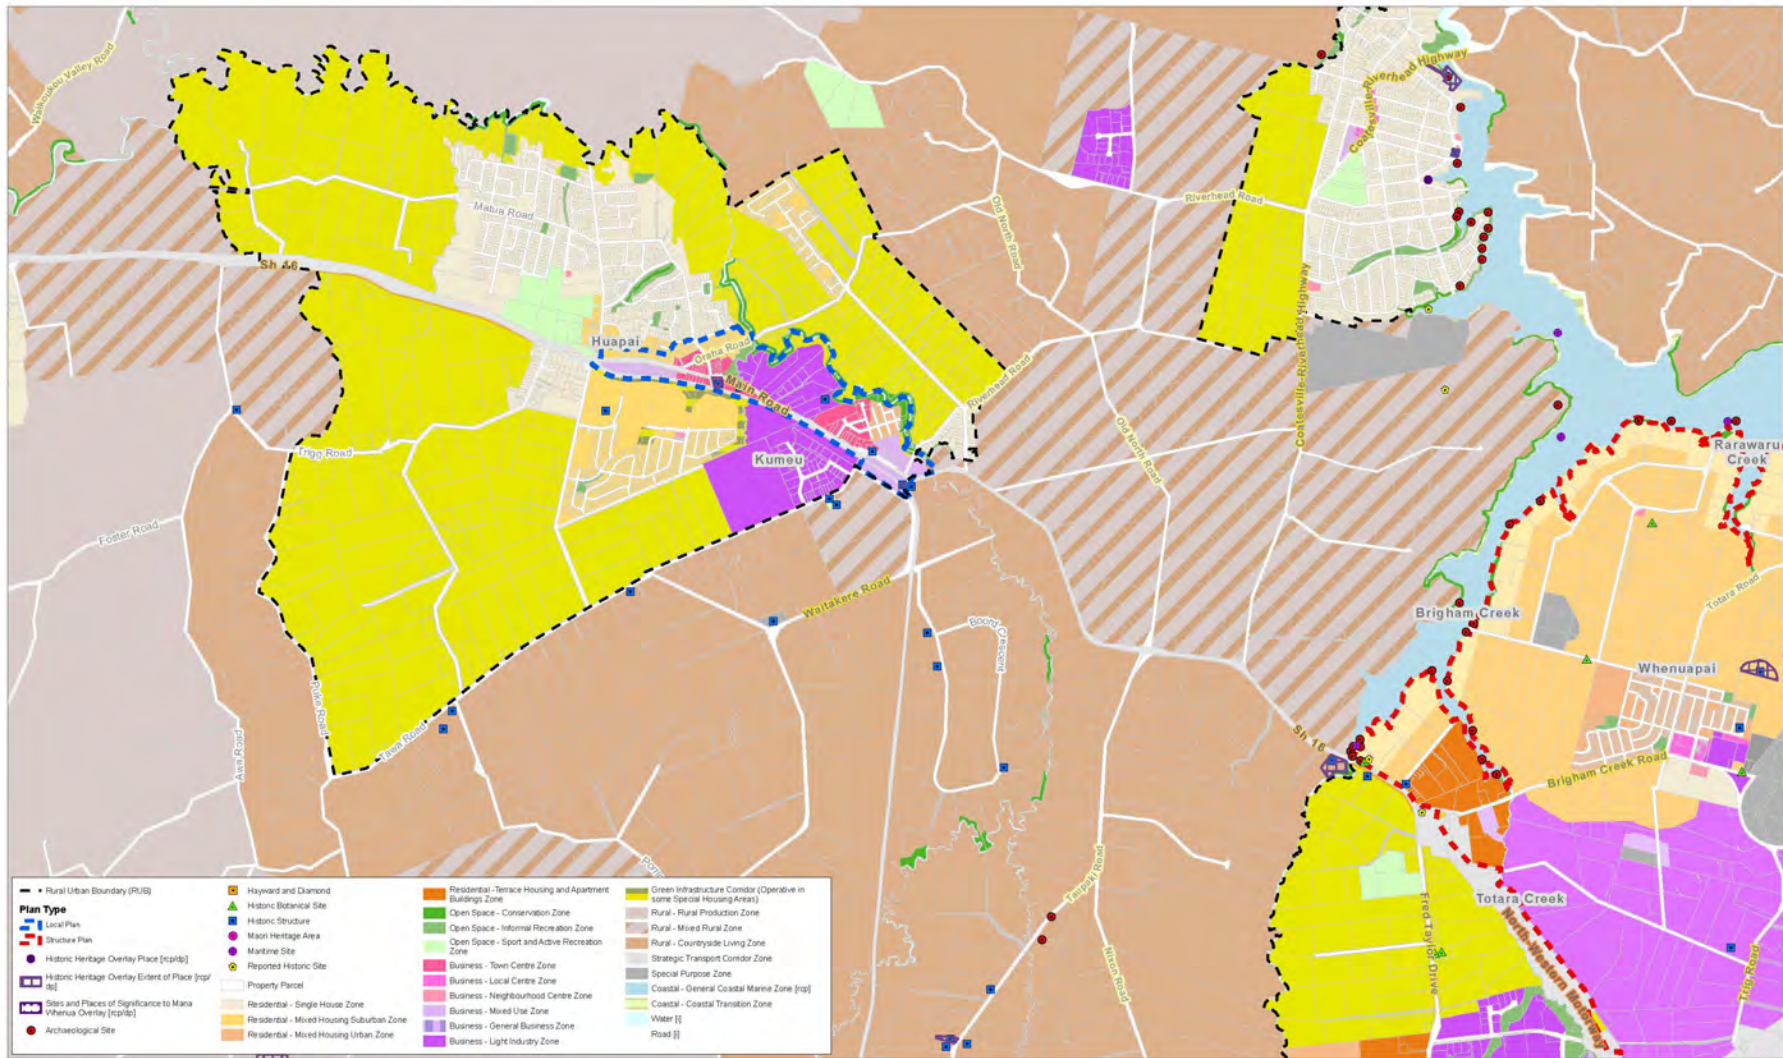 Waikoukou Valley Road
Coatesville-Riverhead Highway
Matua Road
Riverhead Road
Old North Road
Sh 16
Coatesville-Riverhead Highway
Huapai
Oraha Road
Main Road
Riverhead Road
Old North Road
Trigg Road
Kumeu
Rarawaru
Creek
Foster Road
Waitakere Road
Boord Crescent
Brigham Creek
Totara Road
Whenuapai
Puke Road
Awa Road
Tawa Road
Sh 16
Brigham Creek Road
Taupaki Road
Nixon Road
Fred Taylor Drive
Totara Creek
North-Western Motorway
Trig Road
Rural Urban Boundary (RUB)
Plan Type
Local Plan
Structure Plan
Historic Heritage Overlay Place [rcp/dp]
Historic Heritage Overlay Extent of Place [rcp/
dp]
Sites and Places of Significance to Mana
Whenua Overlay [rcp/dp]
Archaeological Site
Hayward and Diamond
Historic Botanical Site
Historic Structure
Maori Heritage Area
Maritime Site
Reported Historic Site
Property Parcel
Residential - Single House Zone
Residential - Mixed Housing Suburban Zone
Residential - Mixed Housing Urban Zone
Residential -Terrace Housing and Apartment
Buildings Zone
Open Space - Conservation Zone
Open Space - Informal Recreation Zone
Open Space - Sport and Active Recreation
Zone
Business - Town Centre Zone
Business - Local Centre Zone
Business - Neighbourhood Centre Zone
Business - Mixed Use Zone
Business - General Business Zone
Business - Light Industry Zone
Green Infrastructure Corridor (Operative in
some Special Housing Areas)
Rural - Rural Production Zone
Rural - Mixed Rural Zone
Rural - Countryside Living Zone
Strategic Transport Corridor Zone
Special Purpose Zone
Coastal - General Coastal Marine Zone [rcp]
Coastal - Coastal Transition Zone
Water [i]
Road [i]